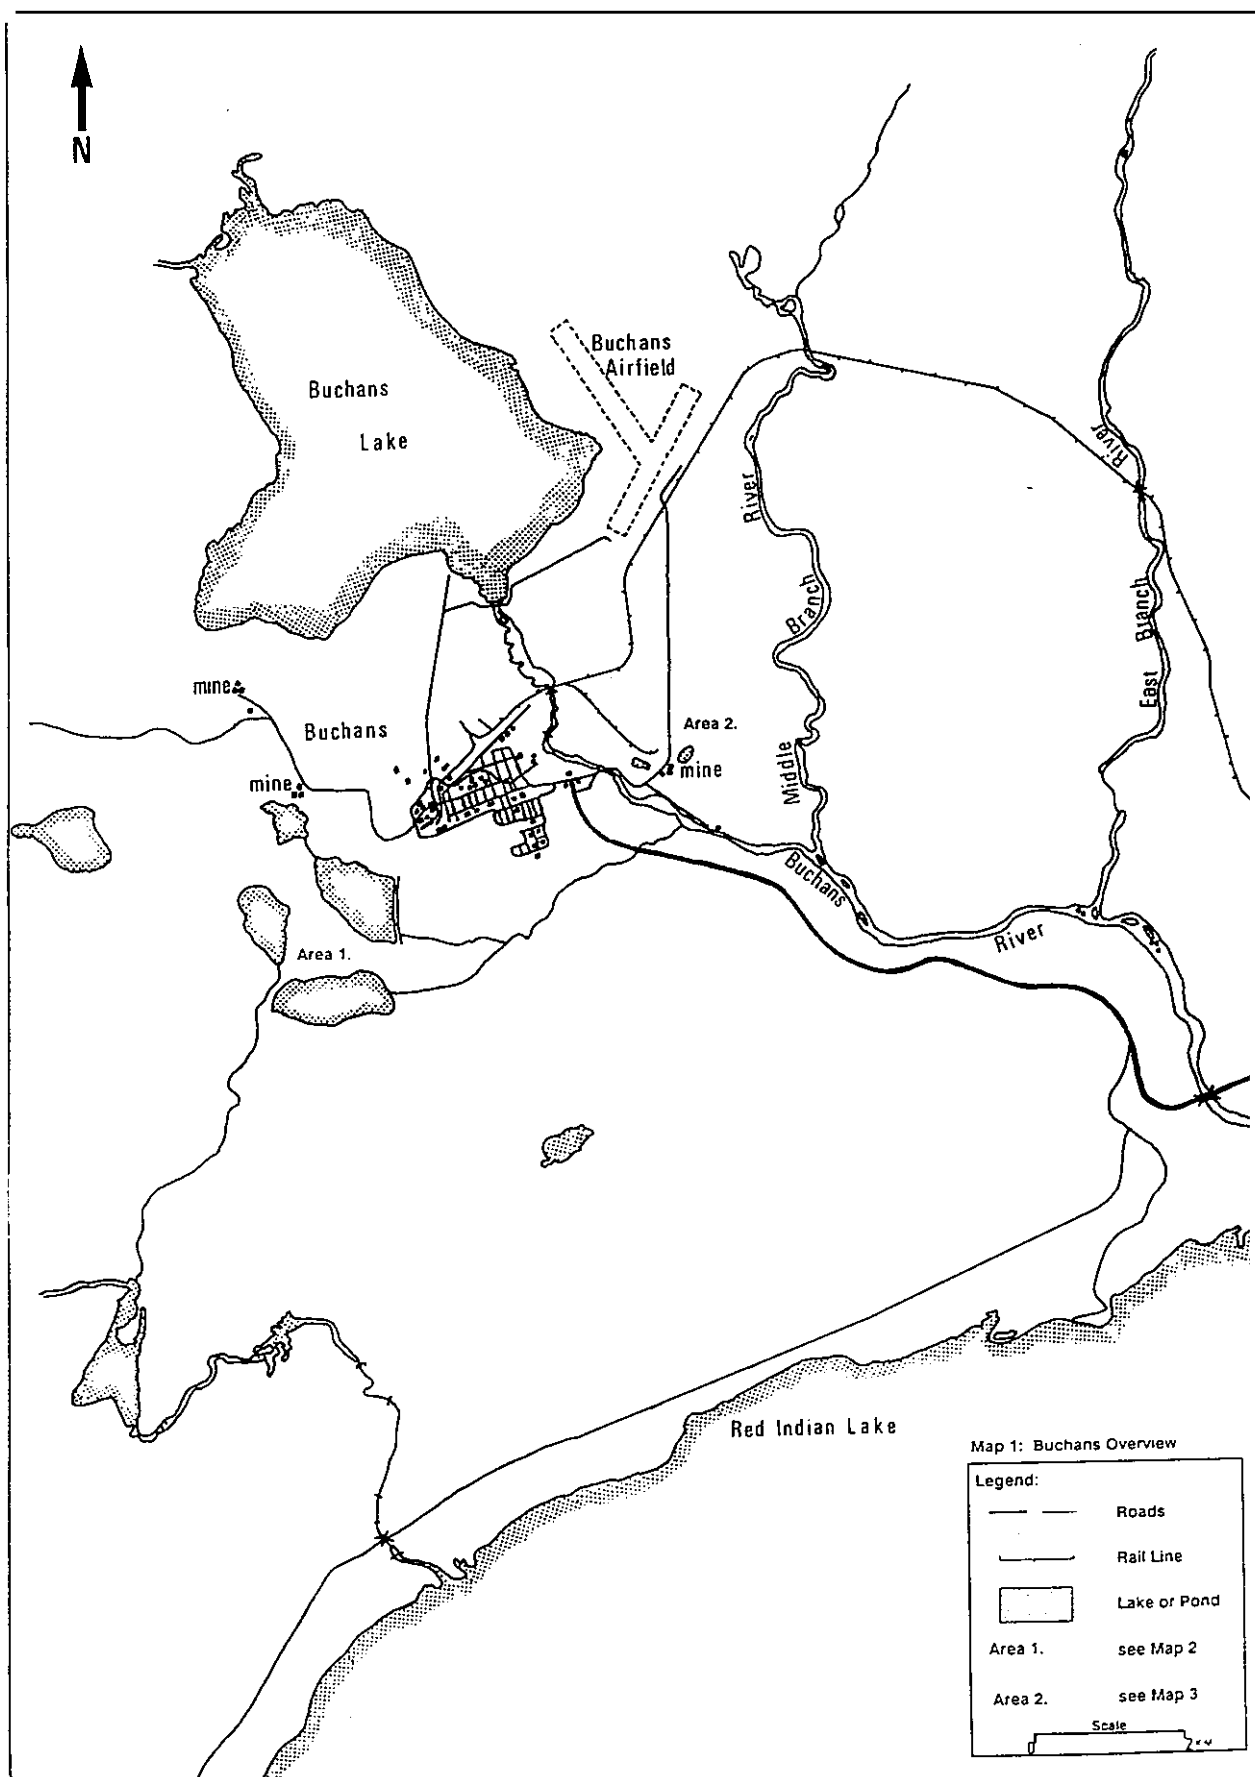 N
Buchans
Airfield
Buchans
Lake
River
River
Branch
Branch
East
mine
Buchans
Area 2.
mine
mine
Middle
Buchans
River
Area 1.
Red Indian Lake
Map 1: Buchans Overview
Legend:
Roads
Rail Line
Lake or Pond
Area 1. see Map 2
Area 2. see Map 3
Scale
0